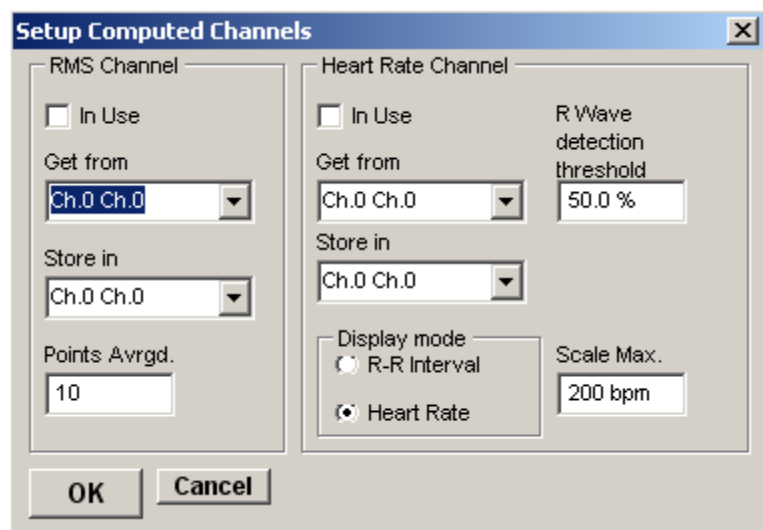 Setup Computed Channels
RMS Channel
In Use
Get from
Ch.0 Ch.0
Store in
Ch.0 Ch.0
Points Avrgd.
10
Heart Rate Channel
In Use
Get from
Ch.0 Ch.0
Store in
Ch.0 Ch.0
R Wave
detection
threshold
50.0 %
Display mode
R-R Interval
Heart Rate
Scale Max.
200 bpm
OK
Cancel